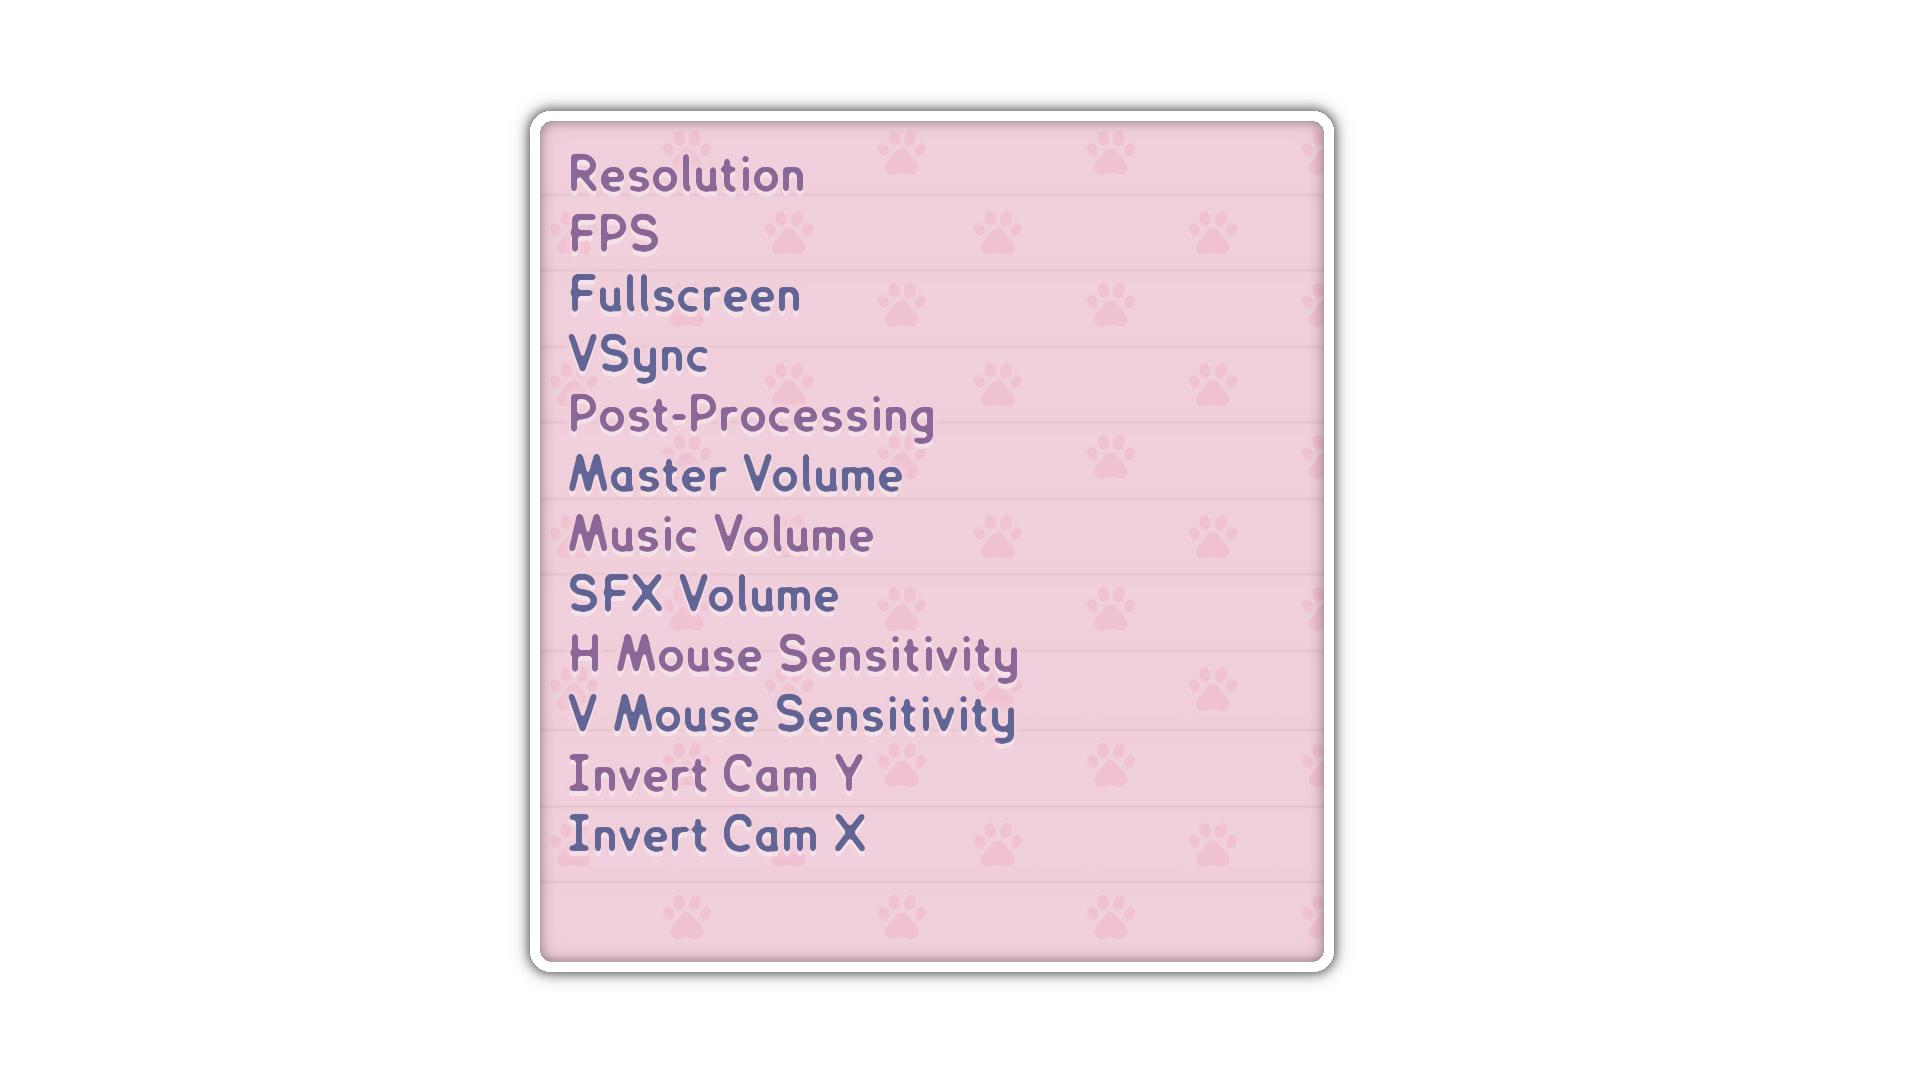 Resolution
FPS
Fullscreen
VSync
Post-Processing
Master Volume
Music Volume
SFX Volume
H Mouse Sensitivity
V Mouse Sensitivity
Invert Cam Y
Invert Cam X